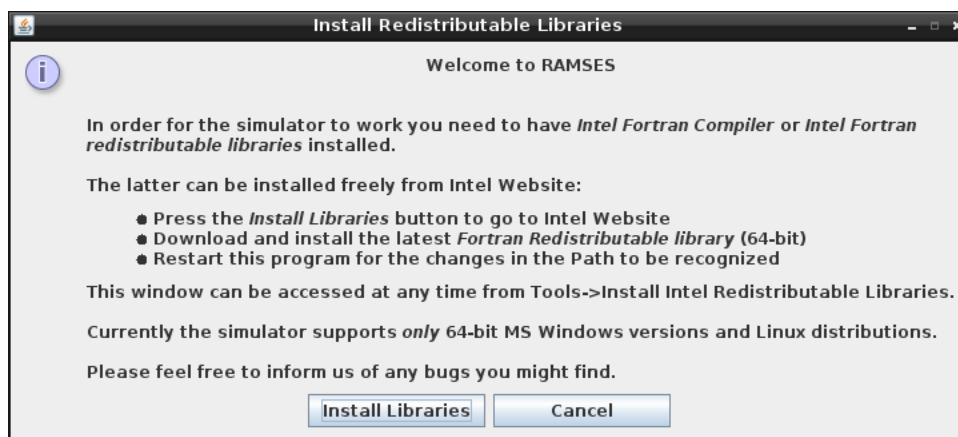 Install Redistributable Libraries
Welcome to RAMSES
In order for the simulator to work you need to have Intel Fortran Compiler or Intel Fortran
redistributable libraries installed.
The latter can be installed freely from Intel Website:
● Press the Install Libraries button to go to Intel Website
● Download and install the latest Fortran Redistributable library (64-bit)
● Restart this program for the changes in the Path to be recognized
This window can be accessed at any time from Tools->Install Intel Redistributable Libraries.
Currently the simulator supports only 64-bit MS Windows versions and Linux distributions.
Please feel free to inform us of any bugs you might find.
Install Libraries Cancel